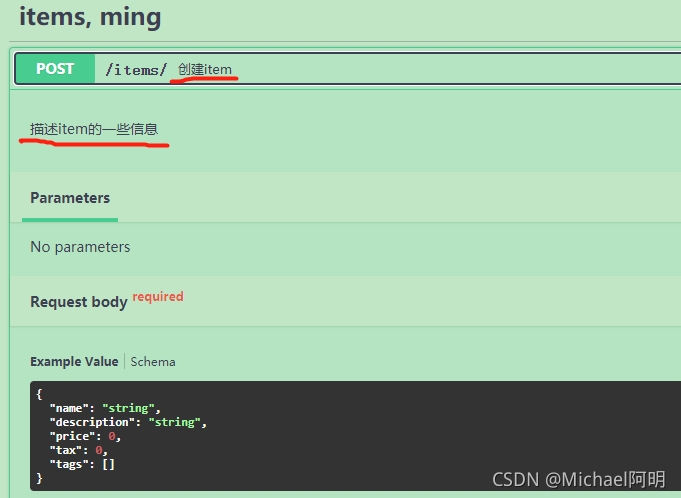 items, ming
POST /items/ 创建item
描述item的一些信息
Parameters
No parameters
Request body required
Example Value | Schema
{
  "name": "string",
  "description": "string",
  "price": 0,
  "tax": 0,
  "tags": []
}
CSDN @Michael阿明